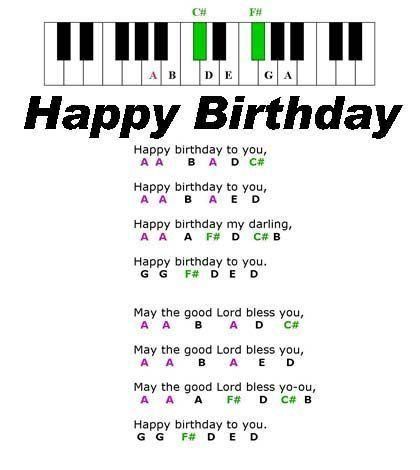 C# F#
A B D E G A
Happy Birthday
Happy birthday to you,
A A B A D C#
Happy birthday to you,
A A B A E D
Happy birthday my darling,
A A A F# D C# B
Happy birthday to you.
G G F# D E D
May the good Lord bless you,
A A B A D C#
May the good Lord bless you,
A A B A E D
May the good Lord bless yo-ou,
A A A F# D C# B
Happy birthday to you.
G G F# D E D